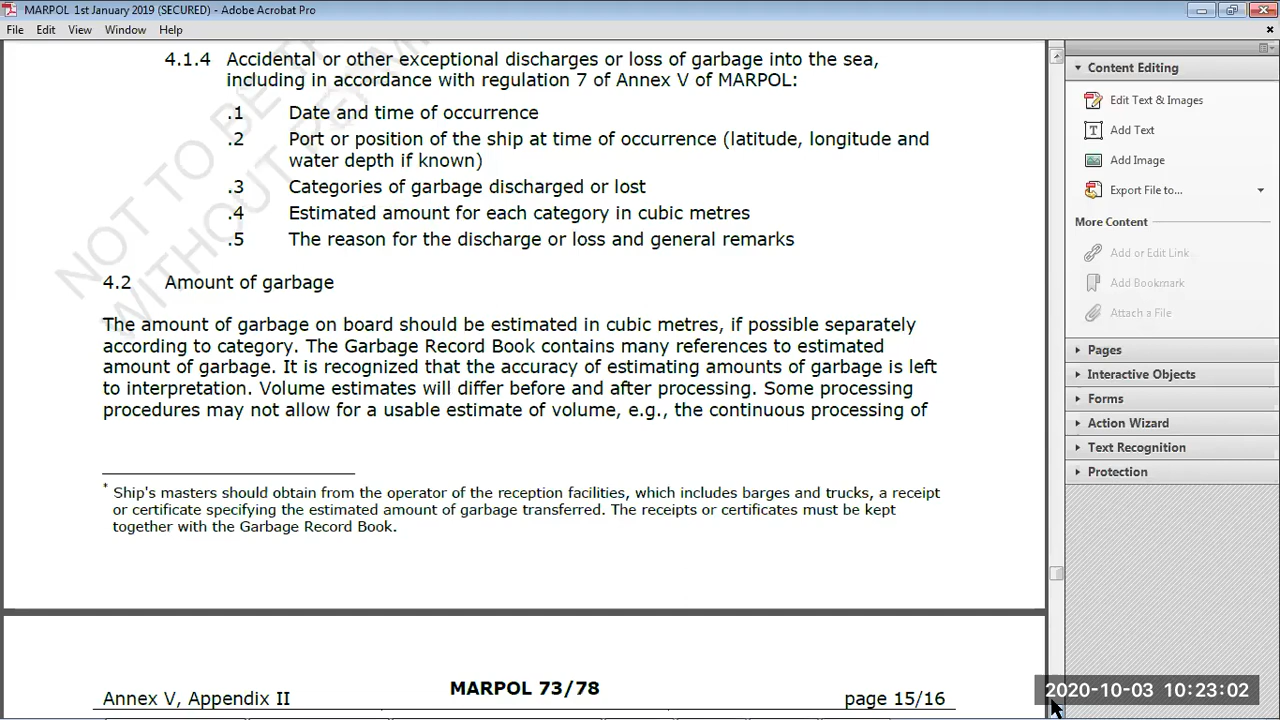 MARPOL 1st January 2019 (SECURED) - Adobe Acrobat Pro
File Edit View Window Help
4.1.4 Accidental or other exceptional discharges or loss of garbage into the sea,
including in accordance with regulation 7 of Annex V of MARPOL:
.1 Date and time of occurrence
.2 Port or position of the ship at time of occurrence (latitude, longitude and
water depth if known)
.3 Categories of garbage discharged or lost
.4 Estimated amount for each category in cubic metres
.5 The reason for the discharge or loss and general remarks
4.2 Amount of garbage
The amount of garbage on board should be estimated in cubic metres, if possible separately
according to category. The Garbage Record Book contains many references to estimated
amount of garbage. It is recognized that the accuracy of estimating amounts of garbage is left
to interpretation. Volume estimates will differ before and after processing. Some processing
procedures may not allow for a usable estimate of volume, e.g., the continuous processing of
* Ship's masters should obtain from the operator of the reception facilities, which includes barges and trucks, a receipt
or certificate specifying the estimated amount of garbage transferred. The receipts or certificates must be kept
together with the Garbage Record Book.
MARPOL 73/78
Annex V, Appendix II page 15/16
NOT TO BE
WITHOUT
Content Editing
Edit Text & Images
Add Text
Add Image
Export File to...
More Content
Add or Edit Link
Add Bookmark
Attach a File
Pages
Interactive Objects
Forms
Action Wizard
Text Recognition
Protection
2020-10-03 10:23:02